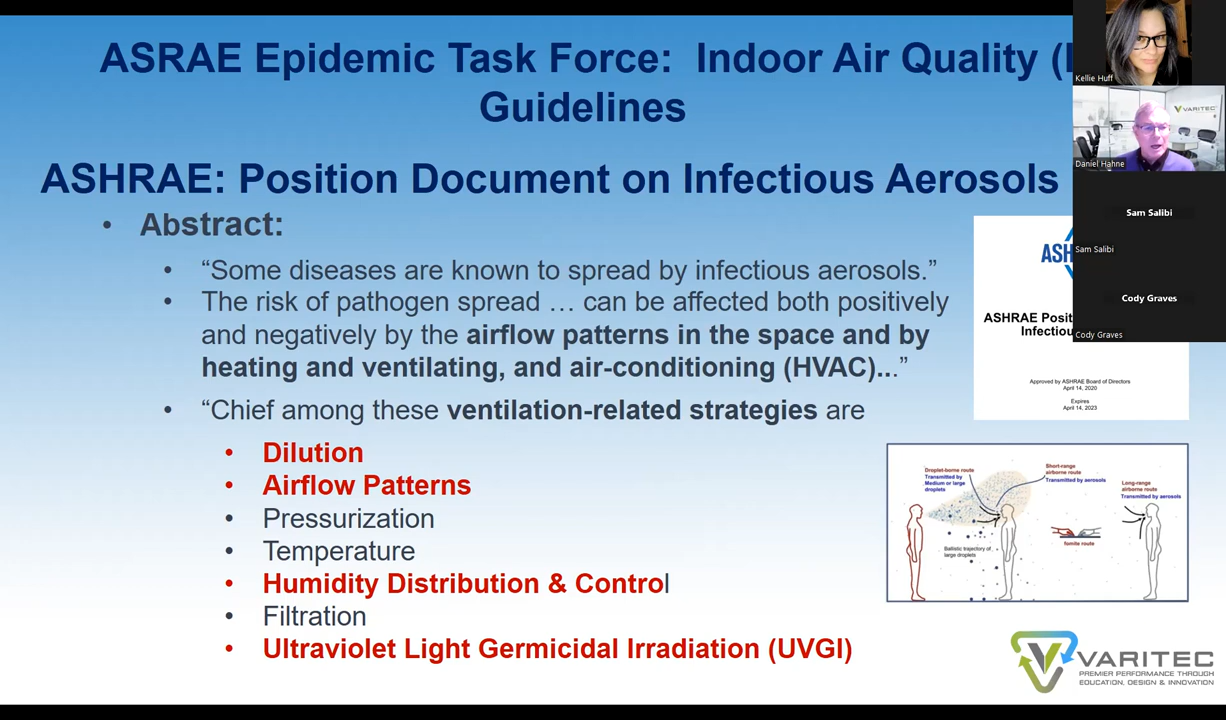 ASRAE Epidemic Task Force:  Indoor Air Quality (
Guidelines
ASHRAE: Position Document on Infectious Aerosols
• Abstract:
• “Some diseases are known to spread by infectious aerosols.”
• The risk of pathogen spread … can be affected both positively
and negatively by the airflow patterns in the space and by
heating and ventilating, and air-conditioning (HVAC)...”
• “Chief among these ventilation-related strategies are
• Dilution
• Airflow Patterns
• Pressurization
• Temperature
• Humidity Distribution & Control
• Filtration
• Ultraviolet Light Germicidal Irradiation (UVGI)
ASH
ASHRAE Posit
Infectiou
Approved by ASHRAE Board of Directors
April 14, 2020
Expires
April 14, 2023
Droplet-borne route
Transmitted by
Medium or large
droplets
Short-range
airborne route
Transmitted by aerosols
Long-range
airborne route
Transmitted by aerosols
Ballistic trajectory of
large droplets
fomite route
VARITEC
PREMIER PERFORMANCE THROUGH
EDUCATION, DESIGN & INNOVATION
Kellie Huff
VARITEC
Daniel Hahne
Sam Salibi
Sam Salibi
Cody Graves
Cody Graves